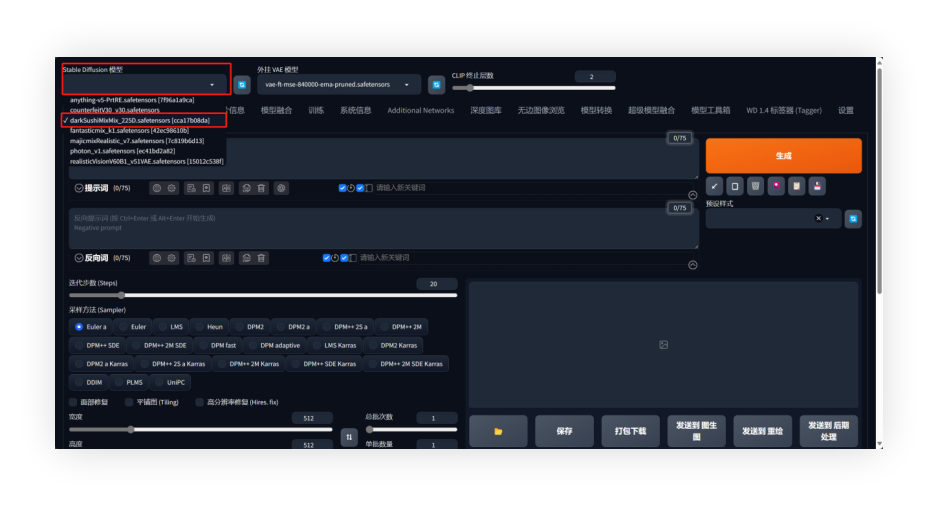 Stable Diffusion 模型
外挂 VAE 模型
CLIP 终止层数
2
vae-ft-mse-840000-ema-pruned.safetensors
anything-v5-PrtRE.safetensors [7f96a1a9ca]
counterfeitV30_v30.safetensors
✓ darkSushiMixMix_225D.safetensors [cca17b08da]
fantasticmix_k1.safetensors [42ec98610b]
majicmixRealistic_v7.safetensors [7c819b6d13]
photon_v1.safetensors [ec41bd2a82]
realisticVisionV60B1_v51VAE.safetensors [15012c538f]
信息 模型融合 训练 系统信息 Additional Networks 深度图库 无边图像浏览 模型转换 超级模型融合 模型工具箱 WD 1.4 标签器 (Tagger) 设置
0/75
生成
提示词 (0/75)
请输入新关键词
预设样式
0/75
反向提示词 (按 Ctrl+Enter 或 Alt+Enter 开始生成)
Negative prompt
反向词 (0/75)
请输入新关键词
迭代步数 (Steps)
20
采样方法 (Sampler)
Euler a Euler LMS Heun DPM2 DPM2 a DPM++ 2S a DPM++ 2M
DPM++ SDE DPM++ 2M SDE DPM fast DPM adaptive LMS Karras DPM2 Karras
DPM2 a Karras DPM++ 2S a Karras DPM++ 2M Karras DPM++ SDE Karras DPM++ 2M SDE Karras
DDIM PLMS UniPC
面部修复 平铺图 (Tiling) 高分辨率修复 (Hires. fix)
宽度
512
总批次数
1
高度
512
单批数量
1
保存
打包下载
发送到 图生图
发送到 重绘
发送到 后期处理